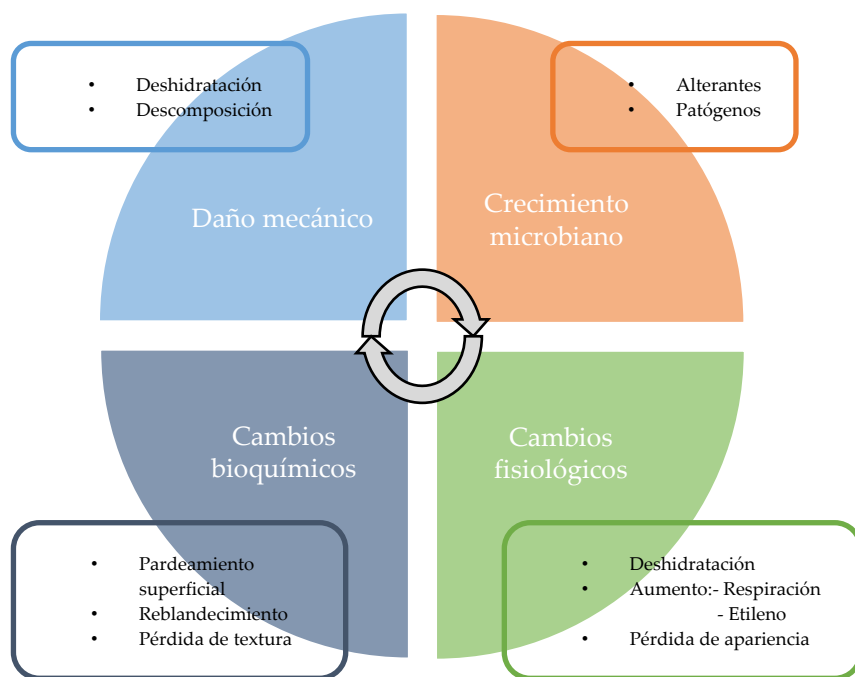 • Deshidratación
• Descomposición
• Alterantes
• Patógenos
Daño mecánico
Crecimiento
microbiano
Cambios
bioquímicos
Cambios
fisiológicos
• Pardeamiento
superficial
• Reblandecimiento
• Pérdida de textura
• Deshidratación
• Aumento:- Respiración
- Etileno
• Pérdida de apariencia